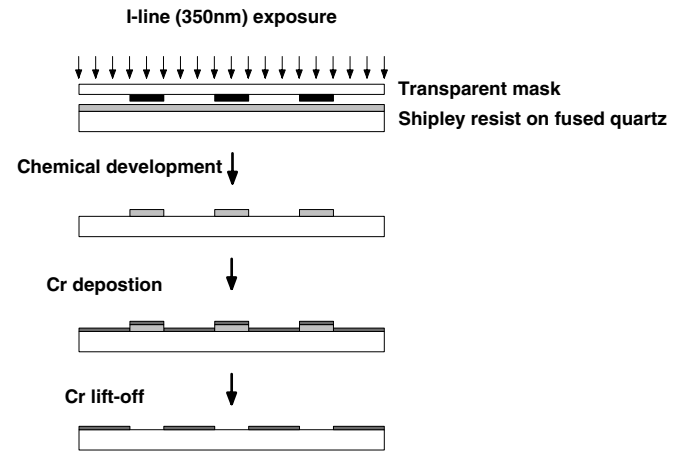 I-line (350nm) exposure
Transparent mask
Shipley resist on fused quartz
Chemical development
Cr depostion
Cr lift-off